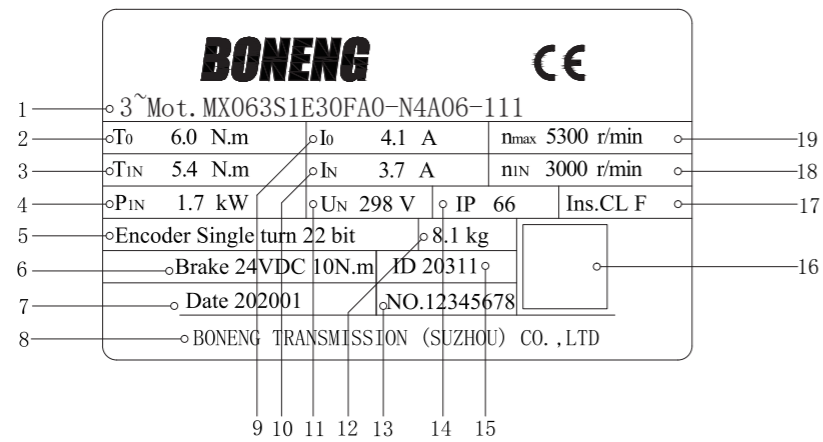 BONENG CE
1 3~Mot. MX063S1E30FA0-N4A06-111
2 T0 6.0 N.m I0 4.1 A nmax 5300 r/min 19
3 T1N 5.4 N.m IN 3.7 A n1N 3000 r/min 18
4 P1N 1.7 kW UN 298 V IP 66 Ins.CL F 17
5 Encoder Single turn 22 bit 8.1 kg
6 Brake 24VDC 10N.m ID 20311 16
7 Date 202001 NO.12345678
8 BONENG TRANSMISSION (SUZHOU) CO.,LTD
9 10 11 12 13 14 15